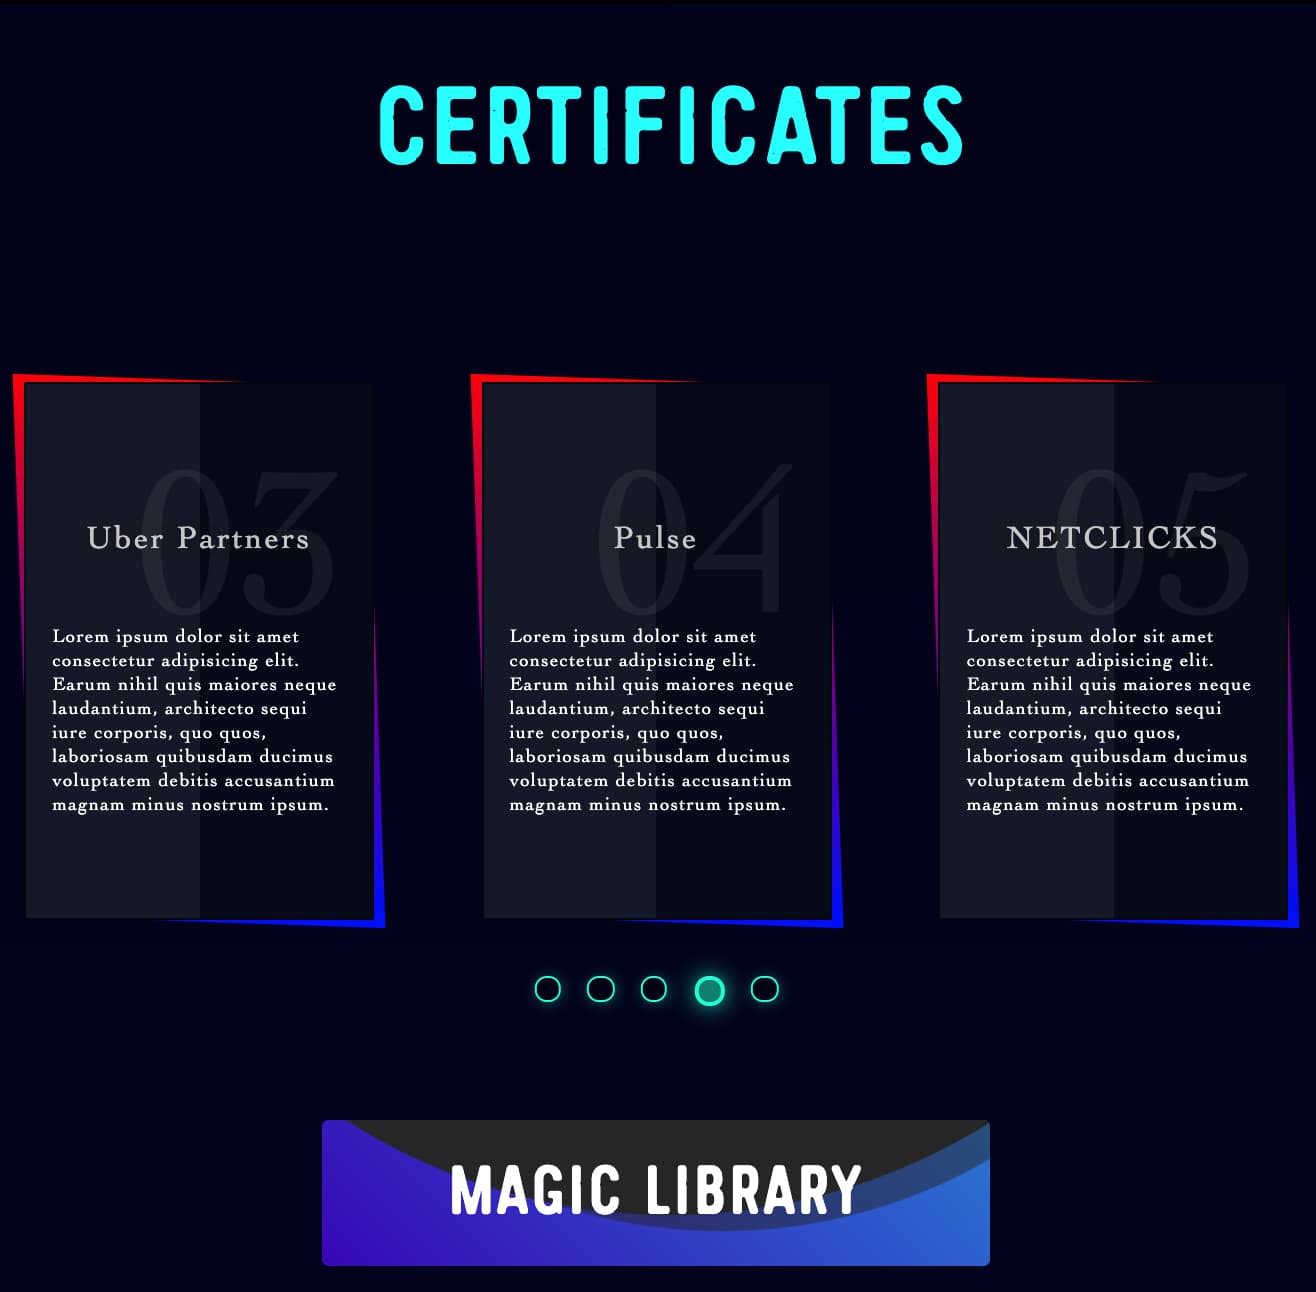 CERTIFICATES
03
Uber Partners
Lorem ipsum dolor sit amet
consectetur adipisicing elit.
Earum nihil quis maiores neque
laudantium, architecto sequi
iure corporis, quo quos,
laboriosam quibusdam ducimus
voluptatem debitis accusantium
magnam minus nostrum ipsum.
04
Pulse
Lorem ipsum dolor sit amet
consectetur adipisicing elit.
Earum nihil quis maiores neque
laudantium, architecto sequi
iure corporis, quo quos,
laboriosam quibusdam ducimus
voluptatem debitis accusantium
magnam minus nostrum ipsum.
05
NETCLICKS
Lorem ipsum dolor sit amet
consectetur adipisicing elit.
Earum nihil quis maiores neque
laudantium, architecto sequi
iure corporis, quo quos,
laboriosam quibusdam ducimus
voluptatem debitis accusantium
magnam minus nostrum ipsum.
MAGIC LIBRARY